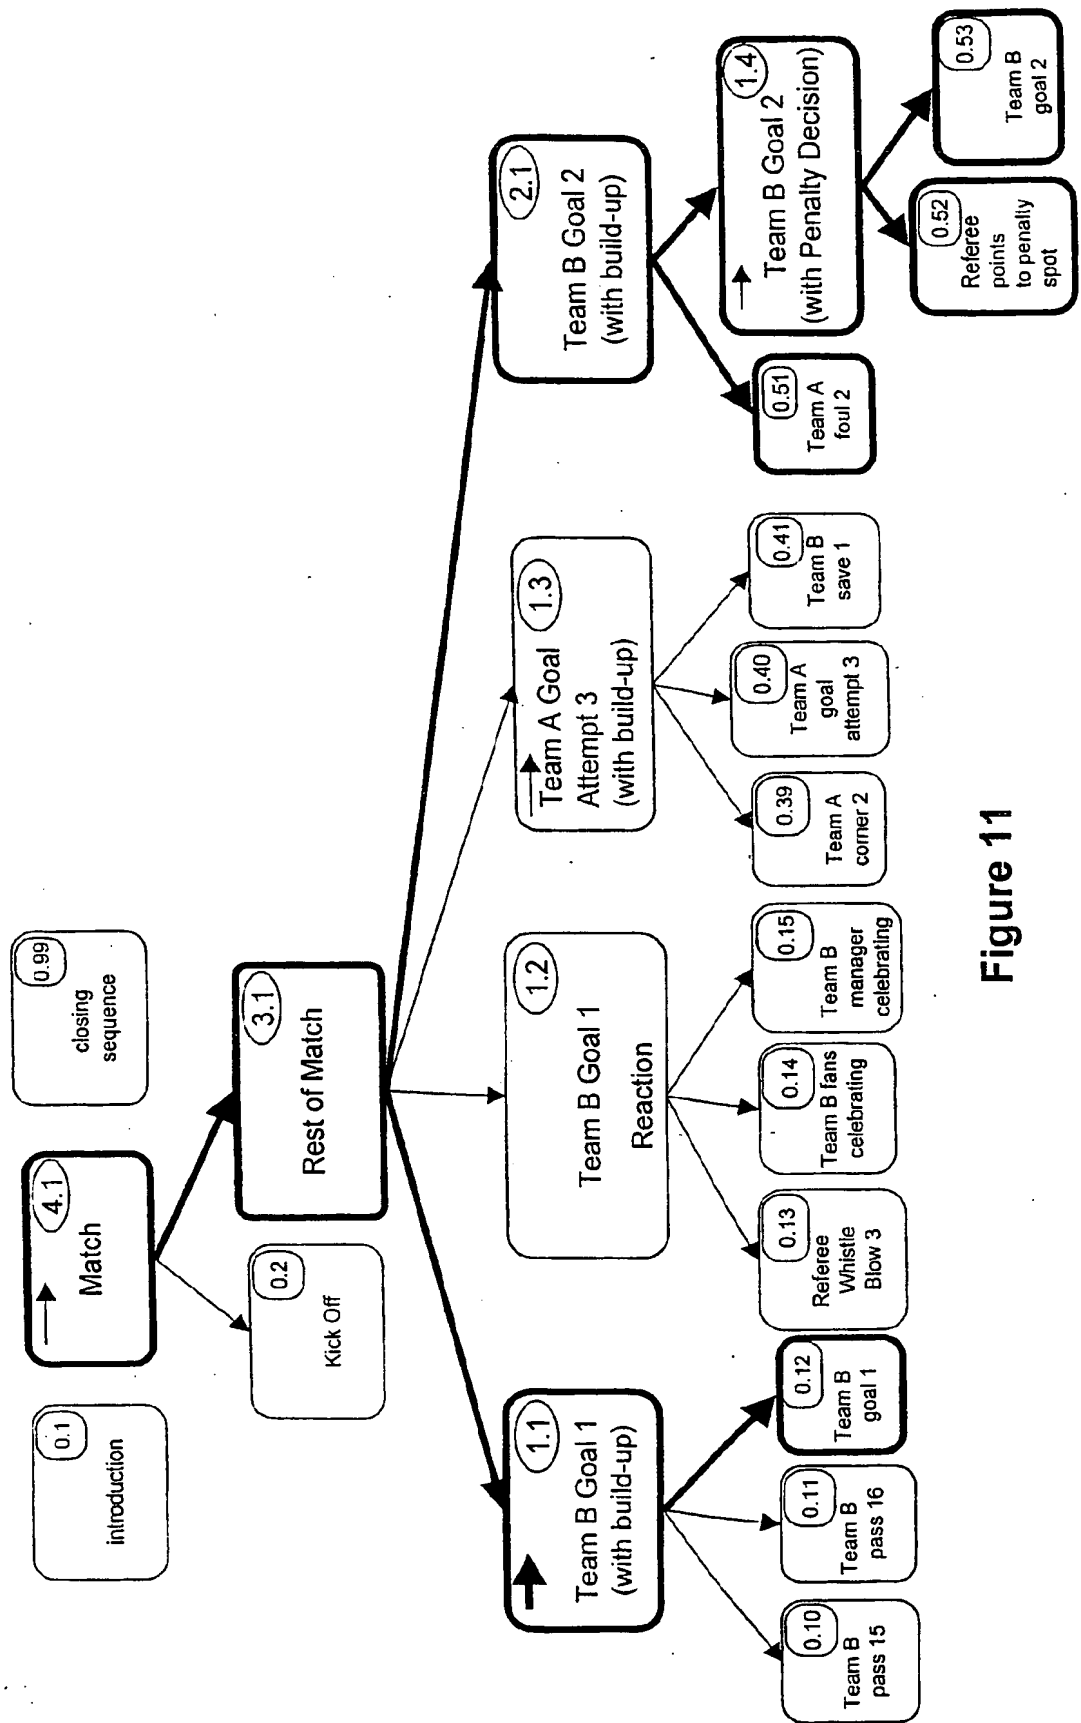 0.1
introduction
4.1
Match
0.99
closing
sequence
0.2
Kick Off
3.1
Rest of Match
1.1
Team B Goal 1
(with build-up)
1.2
Team B Goal 1
Reaction
1.3
Team A Goal
Attempt 3
(with build-up)
2.1
Team B Goal 2
(with build-up)
0.10
Team B
pass 15
0.11
Team B
pass 16
0.12
Team B
goal 1
0.13
Referee
Whistle
Blow 3
0.14
Team B fans
celebrating
0.15
Team B
manager
celebrating
0.39
Team A
corner 2
0.40
Team A
goal
attempt 3
0.41
Team B
save 1
0.51
Team A
foul 2
1.4
Team B Goal 2
(with Penalty Decision)
0.52
Referee
points
to penalty
spot
0.53
Team B
goal 2
Figure 11